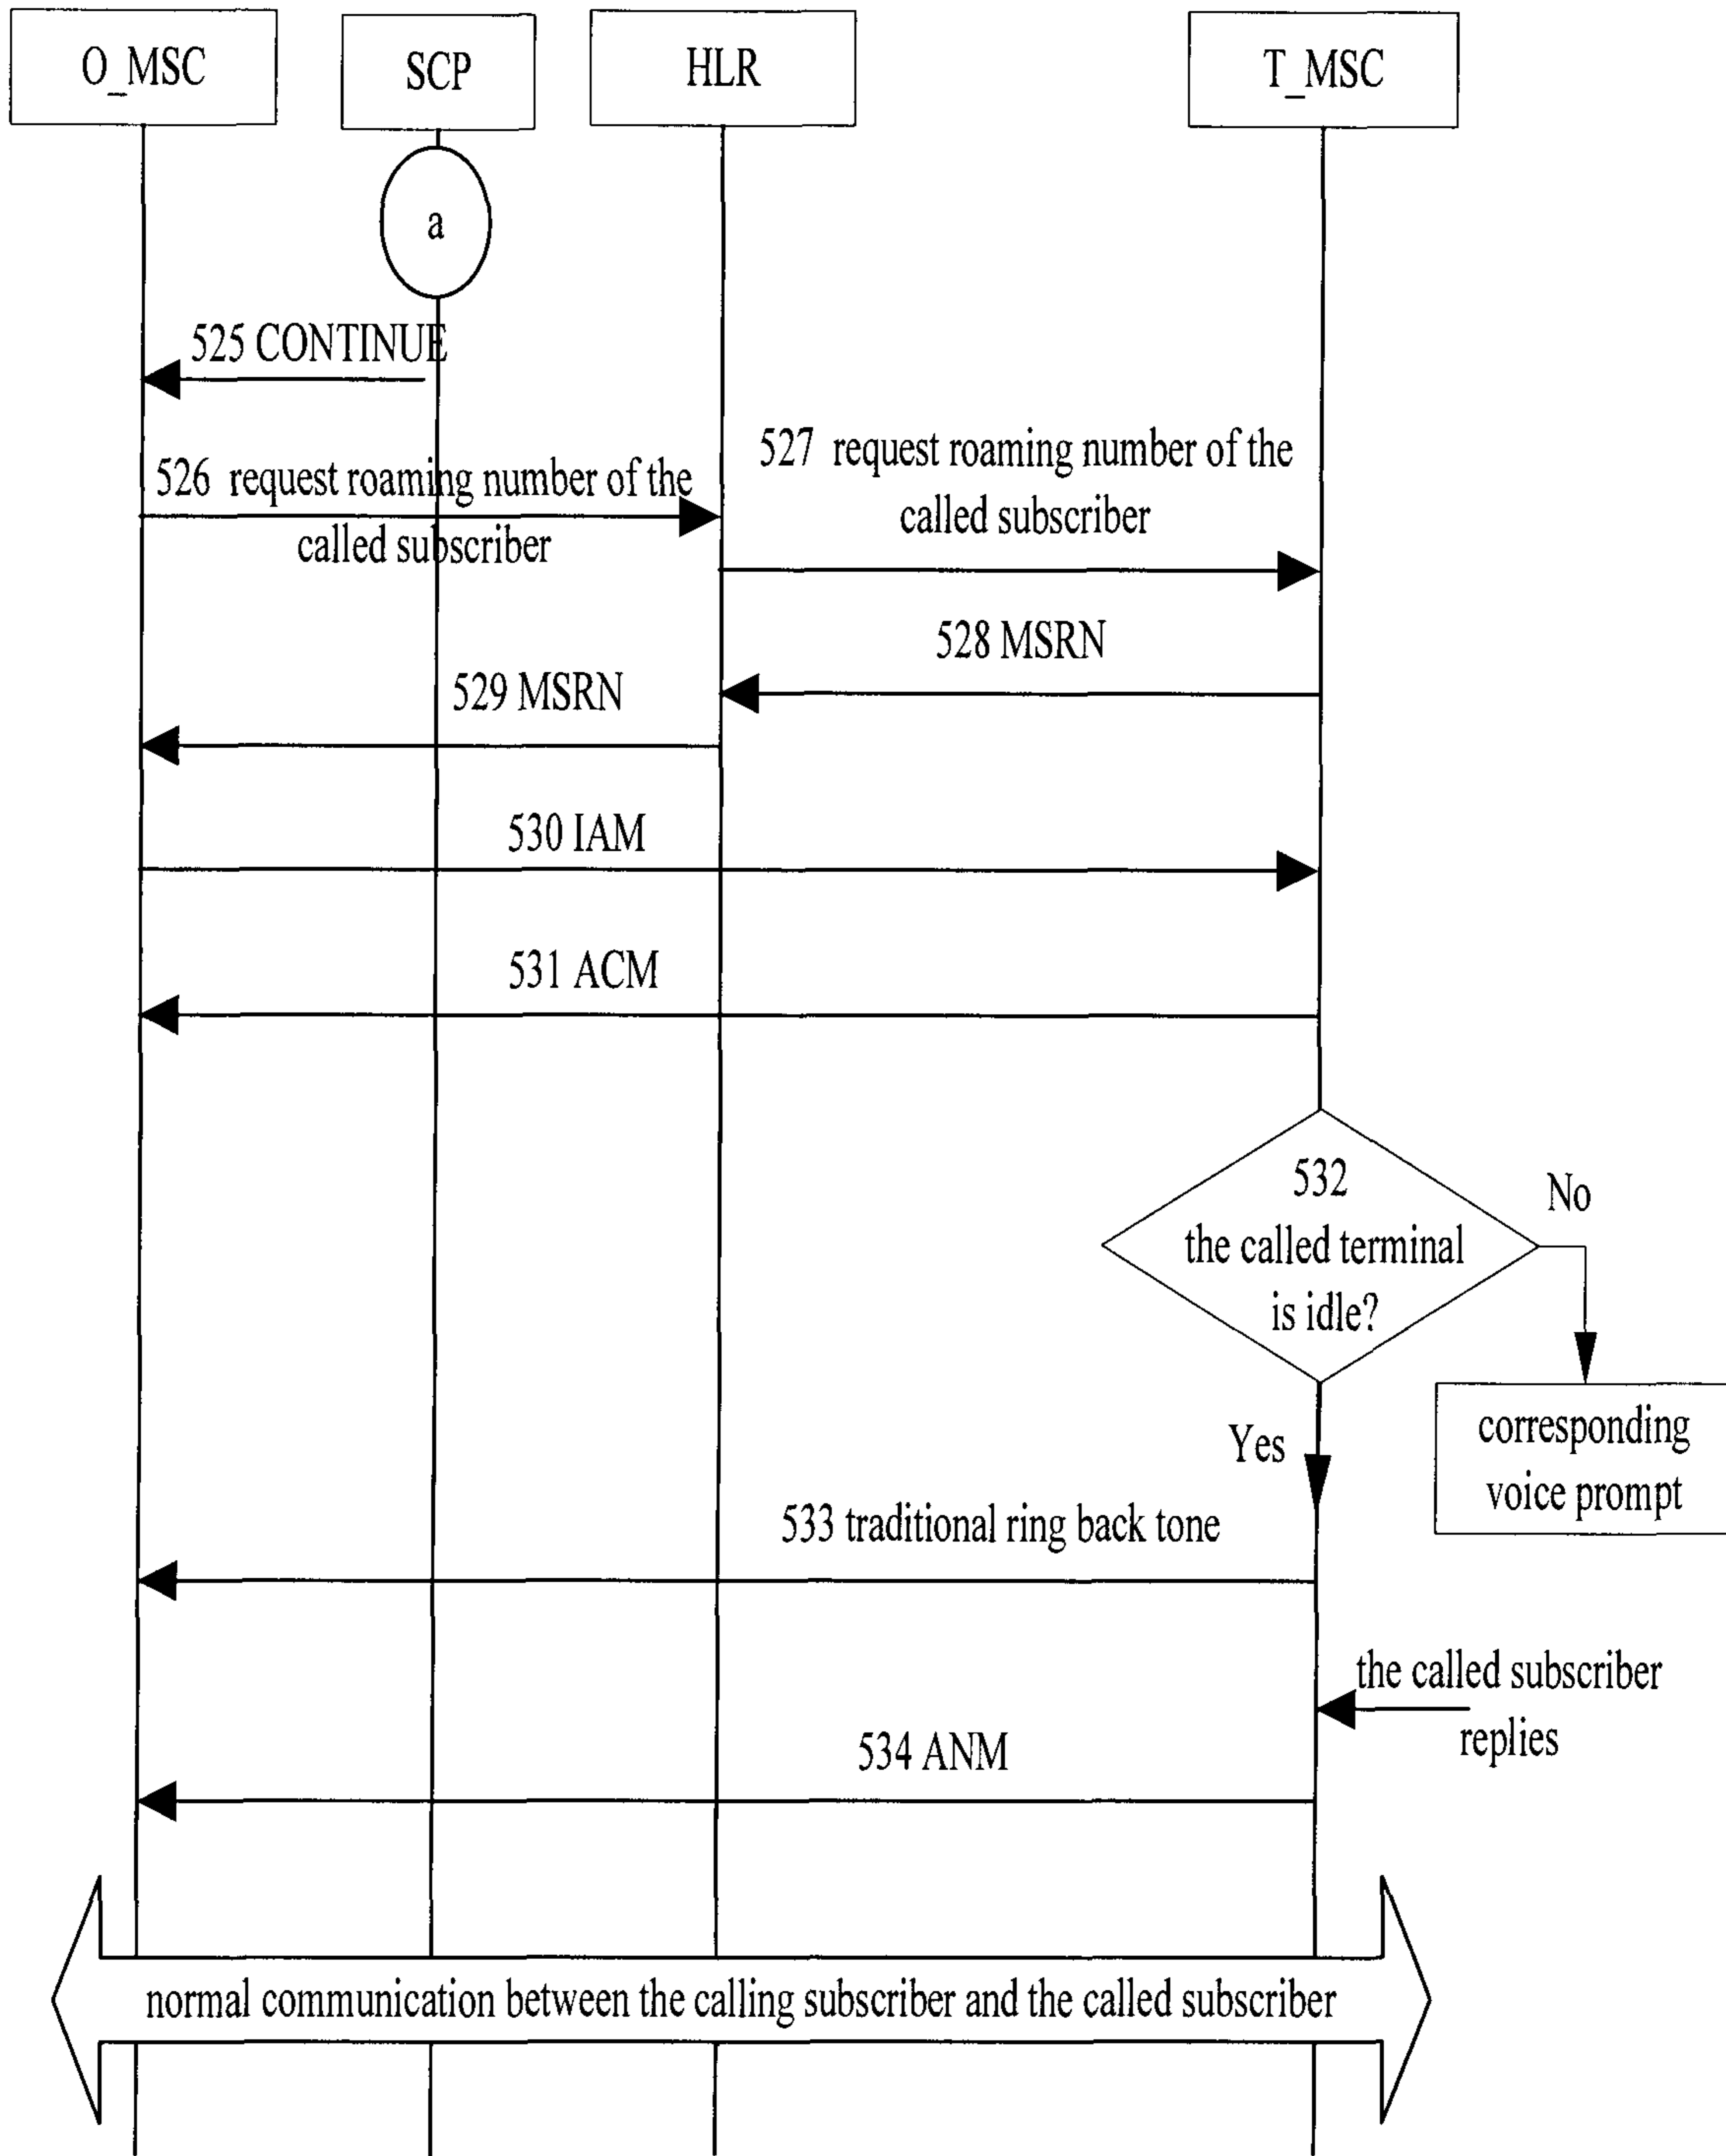 O_MSC
SCP
HLR
T_MSC
a
525 CONTINUE
526 request roaming number of the
called subscriber
527 request roaming number of the
called subscriber
528 MSRN
529 MSRN
530 IAM
531 ACM
532
the called terminal
is idle?
No
Yes
corresponding
voice prompt
533 traditional ring back tone
the called subscriber
replies
534 ANM
normal communication between the calling subscriber and the called subscriber